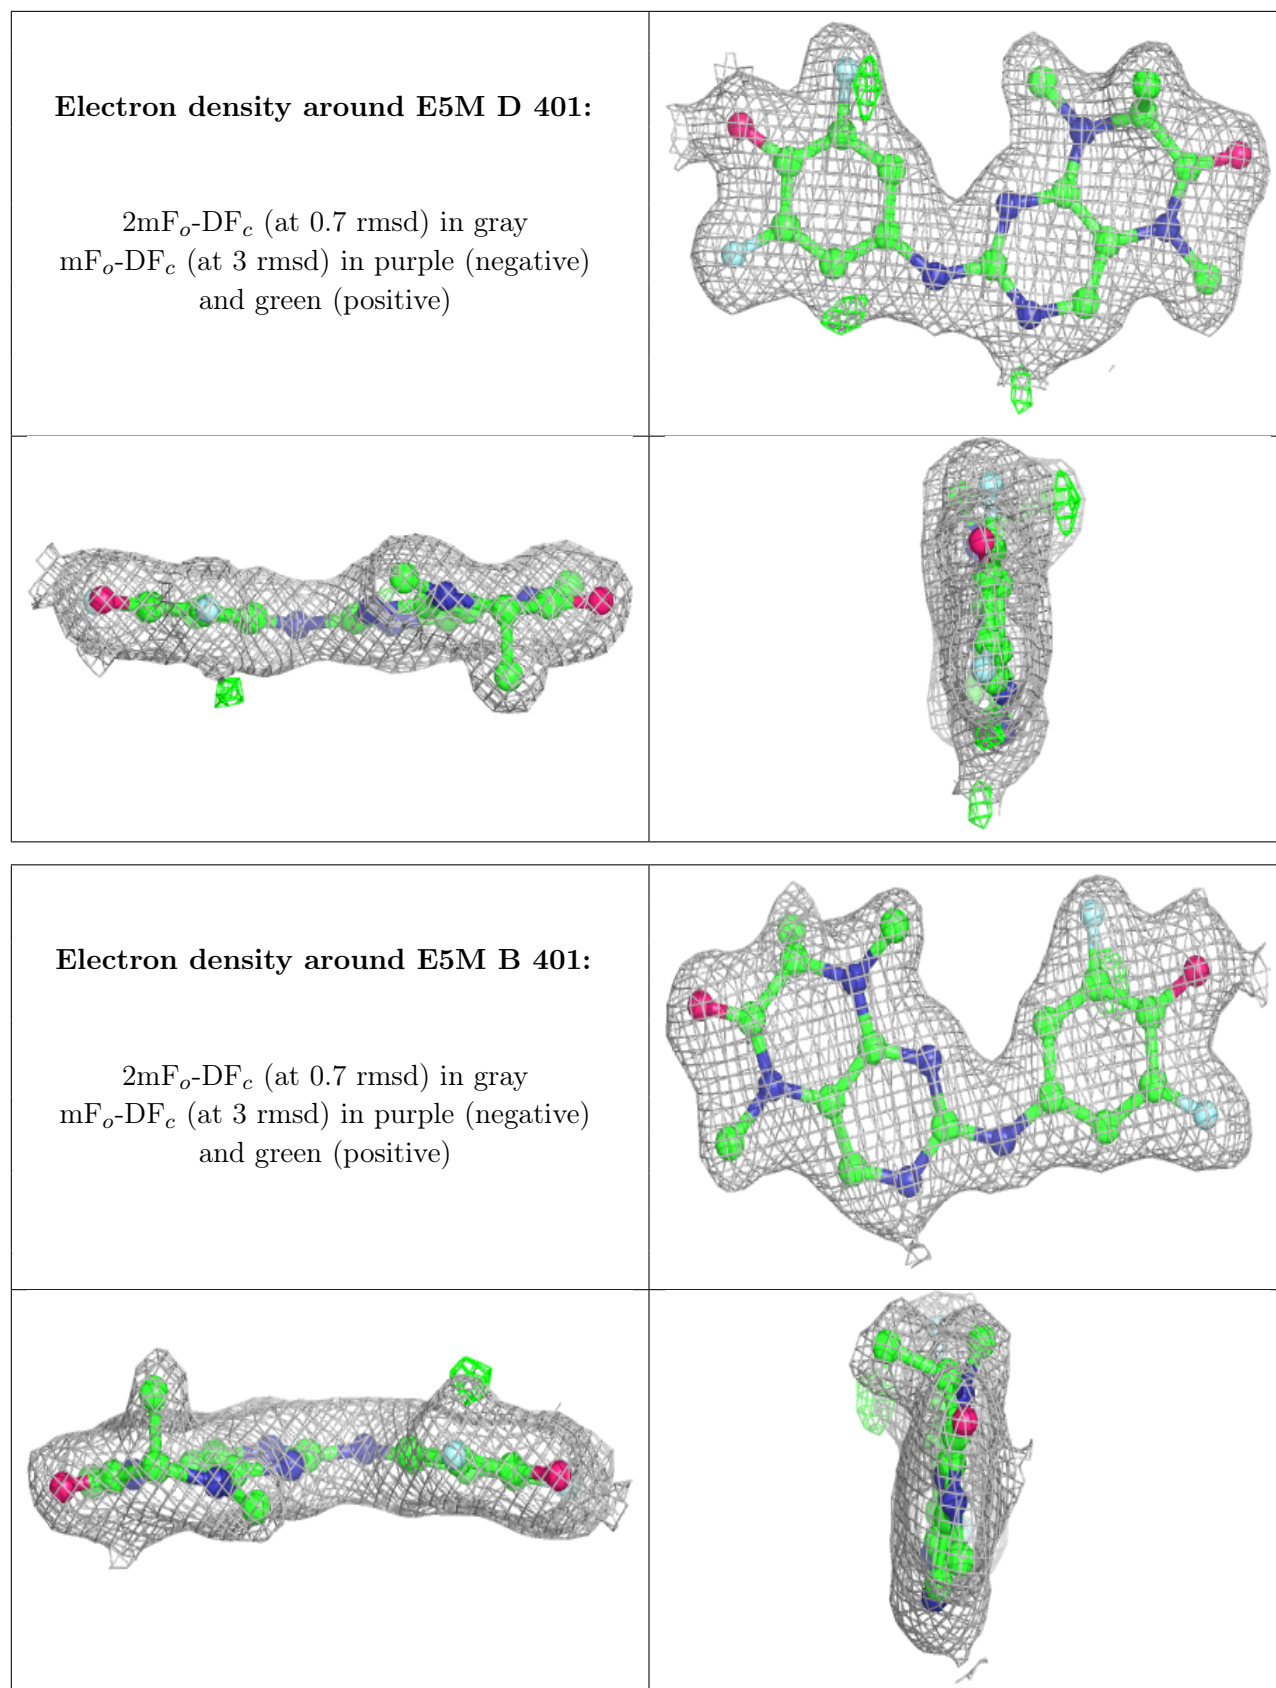 Electron density around E5M D 401:
2mFo-DFc (at 0.7 rmsd) in gray
mFo-DFc (at 3 rmsd) in purple (negative)
and green (positive)
Electron density around E5M B 401:
2mFo-DFc (at 0.7 rmsd) in gray
mFo-DFc (at 3 rmsd) in purple (negative)
and green (positive)